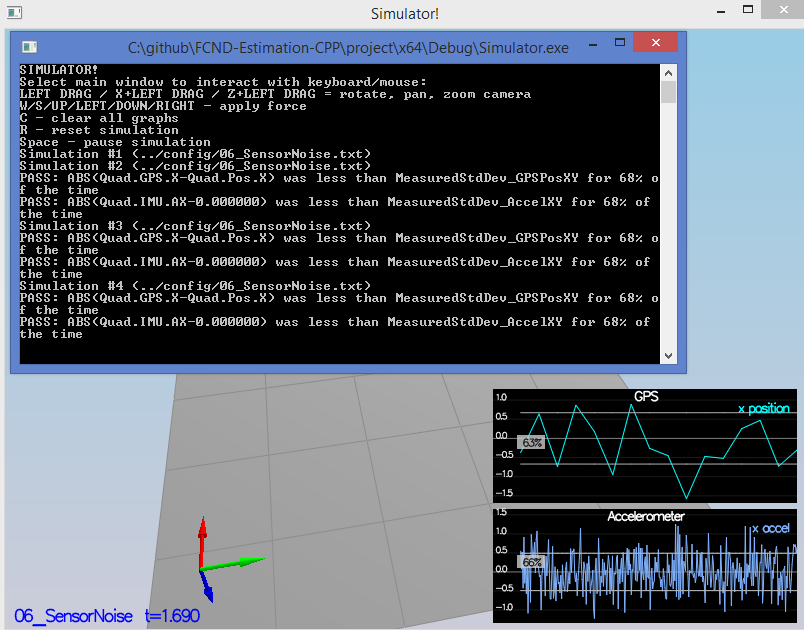 Simulator!
C:\github\FCND-Estimation-CPP\project\x64\Debug\Simulator.exe
SIMULATOR!
Select main window to interact with keyboard/mouse:
LEFT DRAG / X+LEFT DRAG / Z+LEFT DRAG = rotate, pan, zoom camera
W/S/UP/LEFT/DOWN/RIGHT - apply force
C - clear all graphs
R - reset simulation
Space - pause simulation
Simulation #1 (../config/06_SensorNoise.txt)
Simulation #2 (../config/06_SensorNoise.txt)
PASS: ABS(Quad.GPS.X-Quad.Pos.X) was less than MeasuredStdDev_GPSPosXY for 68% o
f the time
PASS: ABS(Quad.IMU.AX-0.000000) was less than MeasuredStdDev_AccelXY for 68% of
the time
Simulation #3 (../config/06_SensorNoise.txt)
PASS: ABS(Quad.GPS.X-Quad.Pos.X) was less than MeasuredStdDev_GPSPosXY for 68% o
f the time
PASS: ABS(Quad.IMU.AX-0.000000) was less than MeasuredStdDev_AccelXY for 68% of
the time
Simulation #4 (../config/06_SensorNoise.txt)
PASS: ABS(Quad.GPS.X-Quad.Pos.X) was less than MeasuredStdDev_GPSPosXY for 68% o
f the time
PASS: ABS(Quad.IMU.AX-0.000000) was less than MeasuredStdDev_AccelXY for 68% of
the time
GPS
x position
1.0
0.5
0.0
63%
-0.5
-1.0
-1.5
Accelerometer
x accel
1.5
1.0
0.5
66%
0.0
-0.5
-1.0
06_SensorNoise t=1.690